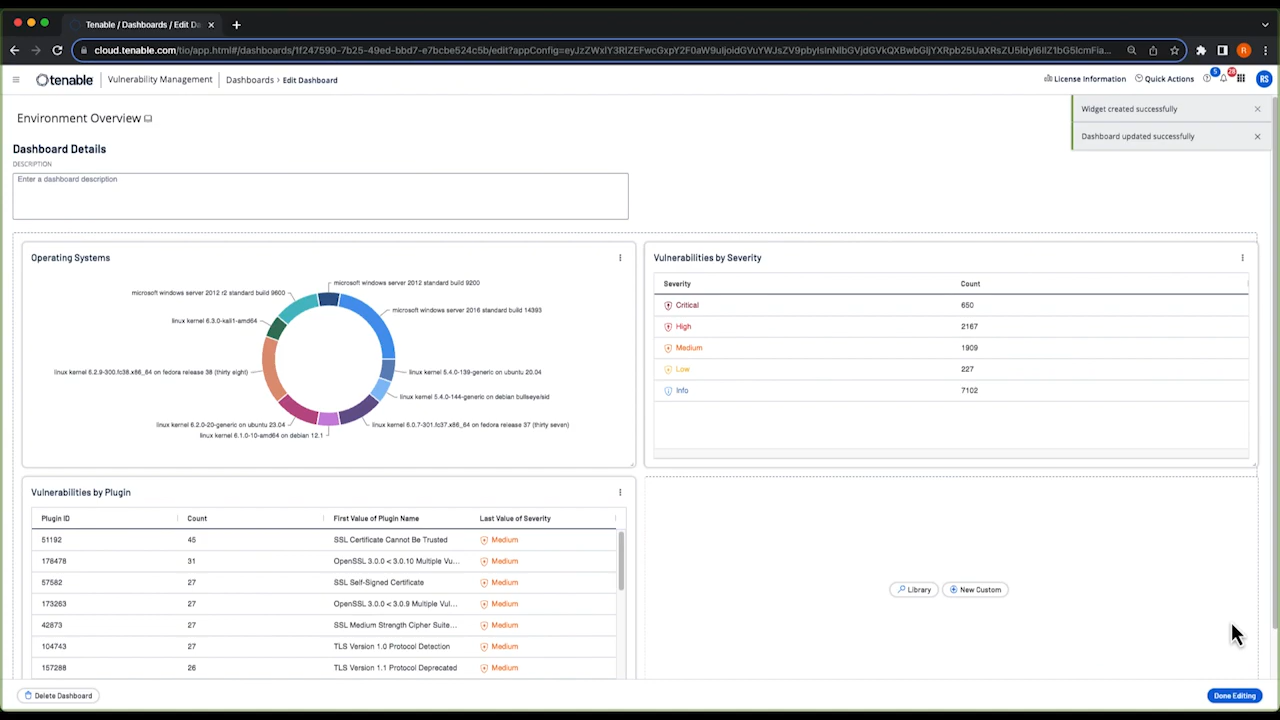 Tenable / Dashboards / Edit Da
cloud.tenable.com/tio/app.html#/dashboards/1f247590-7b25-49ed-bbd7-e7bcbe524c5b/edit?appConfig=
R
tenable
Vulnerability Management
Dashboards > Edit Dashboard
License Information
Quick Actions
5
RS
Widget created successfully
Dashboard updated successfully
Environment Overview
Dashboard Details
DESCRIPTION
Enter a dashboard description
Operating Systems
microsoft windows server 2012 standard build 9200
microsoft windows server 2012 r2 standard build 9600
microsoft windows server 2016 standard build 14393
linux kernel 6.3.0-kali1-amd64
linux kernel 6.2.9-300.fc38.x86_64 on fedora release 38 (thirty eight)
linux kernel 5.4.0-139-generic on ubuntu 20.04
linux kernel 5.4.0-144-generic on debian bullseye/sid
linux kernel 6.2.0-20-generic on ubuntu 23.04
linux kernel 6.0.7-301.fc37.x86_64 on fedora release 37 (thirty seven)
linux kernel 6.1.0-10-amd64 on debian 12.1
Vulnerabilities by Severity
Severity Count
Critical 650
High 2167
Medium 1909
Low 227
Info 7102
Vulnerabilities by Plugin
Plugin ID Count First Value of Plugin Name Last Value of Severity
51192 45 SSL Certificate Cannot Be Trusted Medium
178478 31 OpenSSL 3.0.0 < 3.0.10 Multiple Vu... Medium
57582 27 SSL Self-Signed Certificate Medium
173263 27 OpenSSL 3.0.0 < 3.0.9 Multiple Vul... Medium
42873 27 SSL Medium Strength Cipher Suite... Medium
104743 27 TLS Version 1.0 Protocol Detection Medium
157288 26 TLS Version 1.1 Protocol Deprecated Medium
Library
New Custom
Delete Dashboard
Done Editing